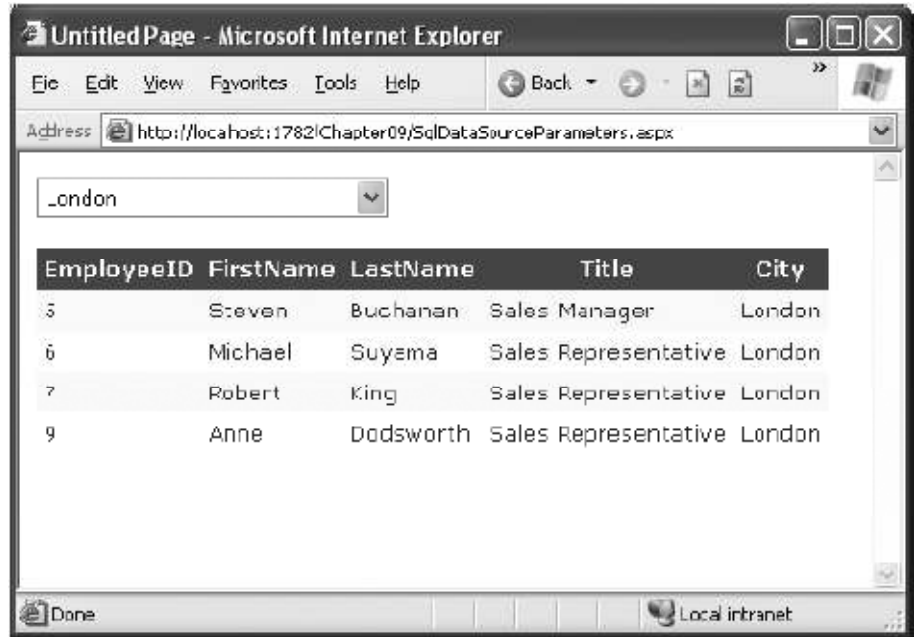 Untitled Page - Microsoft Internet Explorer
File Edit View Favorites Tools Help Back »
Address http://localhost:1782/Chapter09/SqlDataSourceParameters.aspx
London
EmployeeID FirstName LastName Title City
5 Steven Buchanan Sales Manager London
6 Michael Suyama Sales Representative London
7 Robert King Sales Representative London
9 Anne Dodsworth Sales Representative London
Done Local intranet